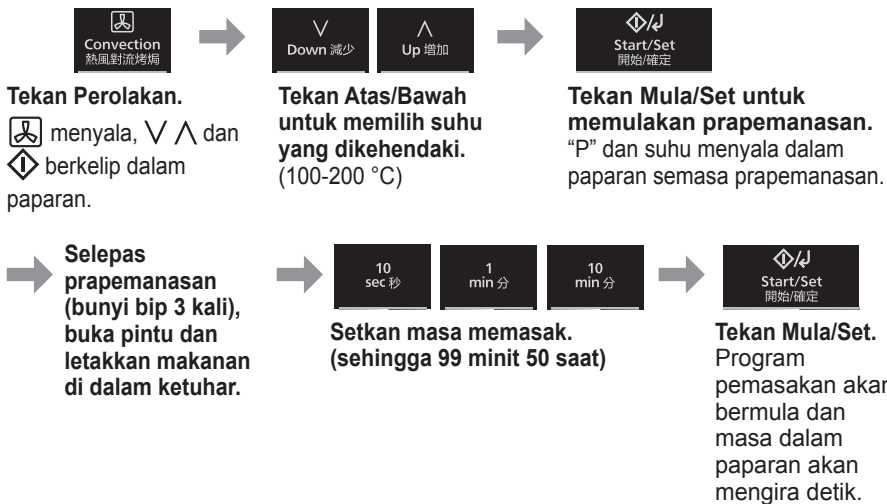 Convection
熱風對流烤焗
Down 減少
Up 增加
Start/Set
開始/確定
Tekan Perolakan.
menyala, dan
berkelip dalam
paparan.
Tekan Atas/Bawah
untuk memilih suhu
yang dikehendaki.
(100-200 °C)
Tekan Mula/Set untuk
memulakan prapemanasan.
“P” dan suhu menyala dalam
paparan semasa prapemanasan.
Selepas
prapemanasan
(bunyi bip 3 kali),
buka pintu dan
letakkan makanan
di dalam ketuhar.
10
sec 秒
1
min 分
10
min 分
Setkan masa memasak.
(sehingga 99 minit 50 saat)
Start/Set
開始/確定
Tekan Mula/Set.
Program
pemasakan akan
bermula dan
masa dalam
paparan akan
mengira detik.